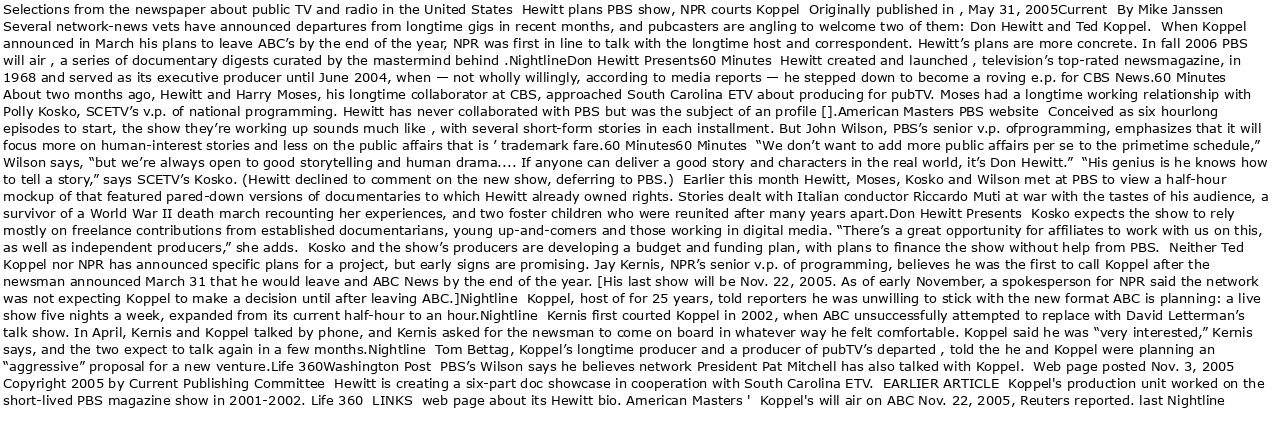 Selections from the newspaper about public TV and radio in the United States  Hewitt plans PBS show, NPR courts Koppel  Originally published in , May 31, 2005Current  By Mike Janssen
Several network-news vets have announced departures from longtime gigs in recent months, and pubcasters are angling to welcome two of them: Don Hewitt and Ted Koppel.  When Koppel
announced in March his plans to leave ABC’s by the end of the year, NPR was first in line to talk with the longtime host and correspondent. Hewitt’s plans are more concrete. In fall 2006 PBS
will air , a series of documentary digests curated by the mastermind behind .NightlineDon Hewitt Presents60 Minutes  Hewitt created and launched , television’s top-rated newsmagazine, in
1968 and served as its executive producer until June 2004, when — not wholly willingly, according to media reports — he stepped down to become a roving e.p. for CBS News.60 Minutes
About two months ago, Hewitt and Harry Moses, his longtime collaborator at CBS, approached South Carolina ETV about producing for pubTV. Moses had a longtime working relationship with
Polly Kosko, SCETV’s v.p. of national programming. Hewitt has never collaborated with PBS but was the subject of an profile [].American Masters PBS website  Conceived as six hourlong
episodes to start, the show they’re working up sounds much like , with several short-form stories in each installment. But John Wilson, PBS’s senior v.p. ofprogramming, emphasizes that it will
focus more on human-interest stories and less on the public affairs that is ’ trademark fare.60 Minutes60 Minutes  “We don’t want to add more public affairs per se to the primetime schedule,”
Wilson says, “but we’re always open to good storytelling and human drama.... If anyone can deliver a good story and characters in the real world, it’s Don Hewitt.”  “His genius is he knows how
to tell a story,” says SCETV’s Kosko. (Hewitt declined to comment on the new show, deferring to PBS.)  Earlier this month Hewitt, Moses, Kosko and Wilson met at PBS to view a half-hour
mockup of that featured pared-down versions of documentaries to which Hewitt already owned rights. Stories dealt with Italian conductor Riccardo Muti at war with the tastes of his audience, a
survivor of a World War II death march recounting her experiences, and two foster children who were reunited after many years apart.Don Hewitt Presents  Kosko expects the show to rely
mostly on freelance contributions from established documentarians, young up-and-comers and those working in digital media. “There’s a great opportunity for affiliates to work with us on this,
as well as independent producers,” she adds.  Kosko and the show’s producers are developing a budget and funding plan, with plans to finance the show without help from PBS.  Neither Ted
Koppel nor NPR has announced specific plans for a project, but early signs are promising. Jay Kernis, NPR’s senior v.p. of programming, believes he was the first to call Koppel after the
newsman announced March 31 that he would leave and ABC News by the end of the year. [His last show will be Nov. 22, 2005. As of early November, a spokesperson for NPR said the network
was not expecting Koppel to make a decision until after leaving ABC.]Nightline  Koppel, host of for 25 years, told reporters he was unwilling to stick with the new format ABC is planning: a live
show five nights a week, expanded from its current half-hour to an hour.Nightline  Kernis first courted Koppel in 2002, when ABC unsuccessfully attempted to replace with David Letterman’s
talk show. In April, Kernis and Koppel talked by phone, and Kernis asked for the newsman to come on board in whatever way he felt comfortable. Koppel said he was “very interested,” Kernis
says, and the two expect to talk again in a few months.Nightline  Tom Bettag, Koppel’s longtime producer and a producer of pubTV’s departed , told the he and Koppel were planning an
“aggressive” proposal for a new venture.Life 360Washington Post  PBS’s Wilson says he believes network President Pat Mitchell has also talked with Koppel.  Web page posted Nov. 3, 2005
Copyright 2005 by Current Publishing Committee  Hewitt is creating a six-part doc showcase in cooperation with South Carolina ETV.  EARLIER ARTICLE  Koppel's production unit worked on the
short-lived PBS magazine show in 2001-2002. Life 360  LINKS  web page about its Hewitt bio. American Masters '  Koppel's will air on ABC Nov. 22, 2005, Reuters reported. last Nightline